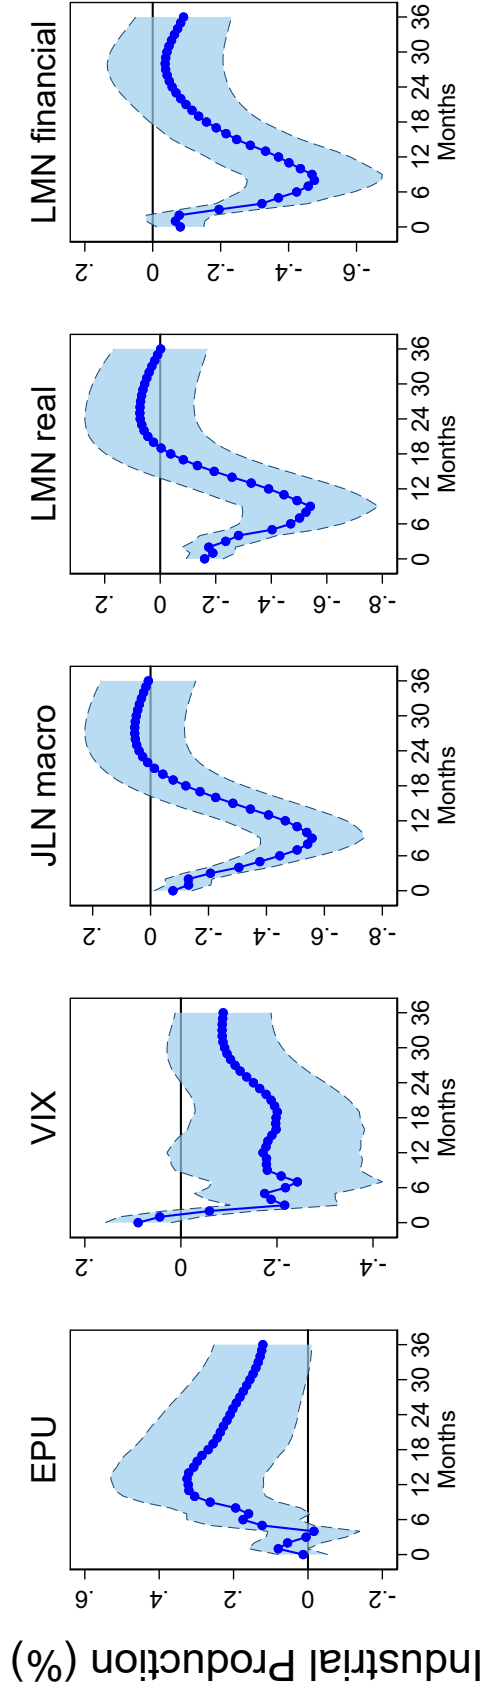 Industrial Production (%)
EPU
.6
.4
.2
0
-.2
0 6 12 18 24 30 36
Months
VIX
.2
0
-.2
-.4
0 6 12 18 24 30 36
Months
JLN macro
.2
0
-.2
-.4
-.6
-.8
0 6 12 18 24 30 36
Months
LMN real
.2
0
-.2
-.4
-.6
-.8
0 6 12 18 24 30 36
Months
LMN financial
.2
0
-.2
-.4
-.6
0 6 12 18 24 30 36
Months